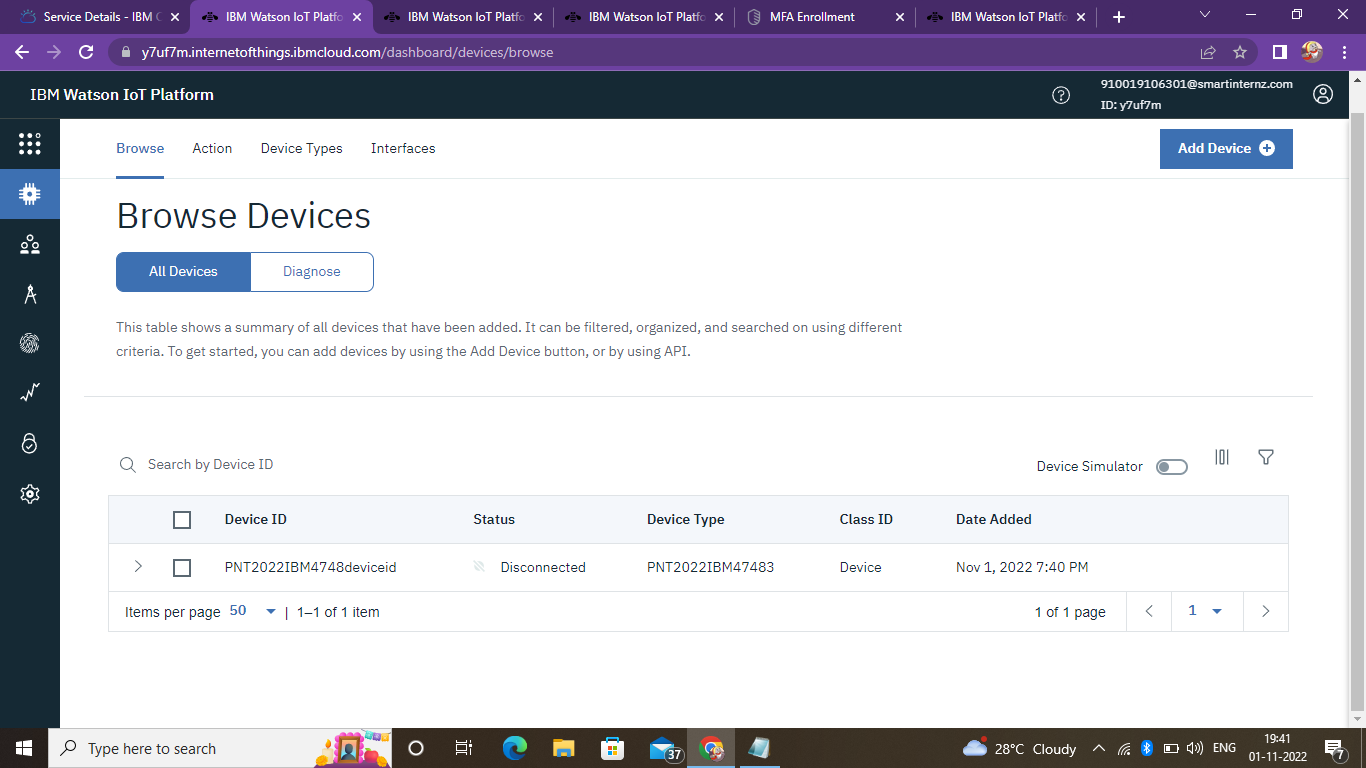 Service Details - IBM C
IBM Watson IoT Platfo
IBM Watson IoT Platfo
IBM Watson IoT Platfo
MFA Enrollment
IBM Watson IoT Platfo
y7uf7m.internetofthings.ibmcloud.com/dashboard/devices/browse
IBM Watson IoT Platform
910019106301@smartinternz.com
ID: y7uf7m
Browse Action Device Types Interfaces
Add Device
Browse Devices
All Devices Diagnose
This table shows a summary of all devices that have been added. It can be filtered, organized, and searched on using different
criteria. To get started, you can add devices by using the Add Device button, or by using API.
Search by Device ID
Device Simulator
Device ID Status Device Type Class ID Date Added
PNT2022IBM4748deviceid Disconnected PNT2022IBM47483 Device Nov 1, 2022 7:40 PM
Items per page 50 | 1–1 of 1 item
1 of 1 page 1
Type here to search
37
28°C Cloudy
ENG
19:41
01-11-2022
7